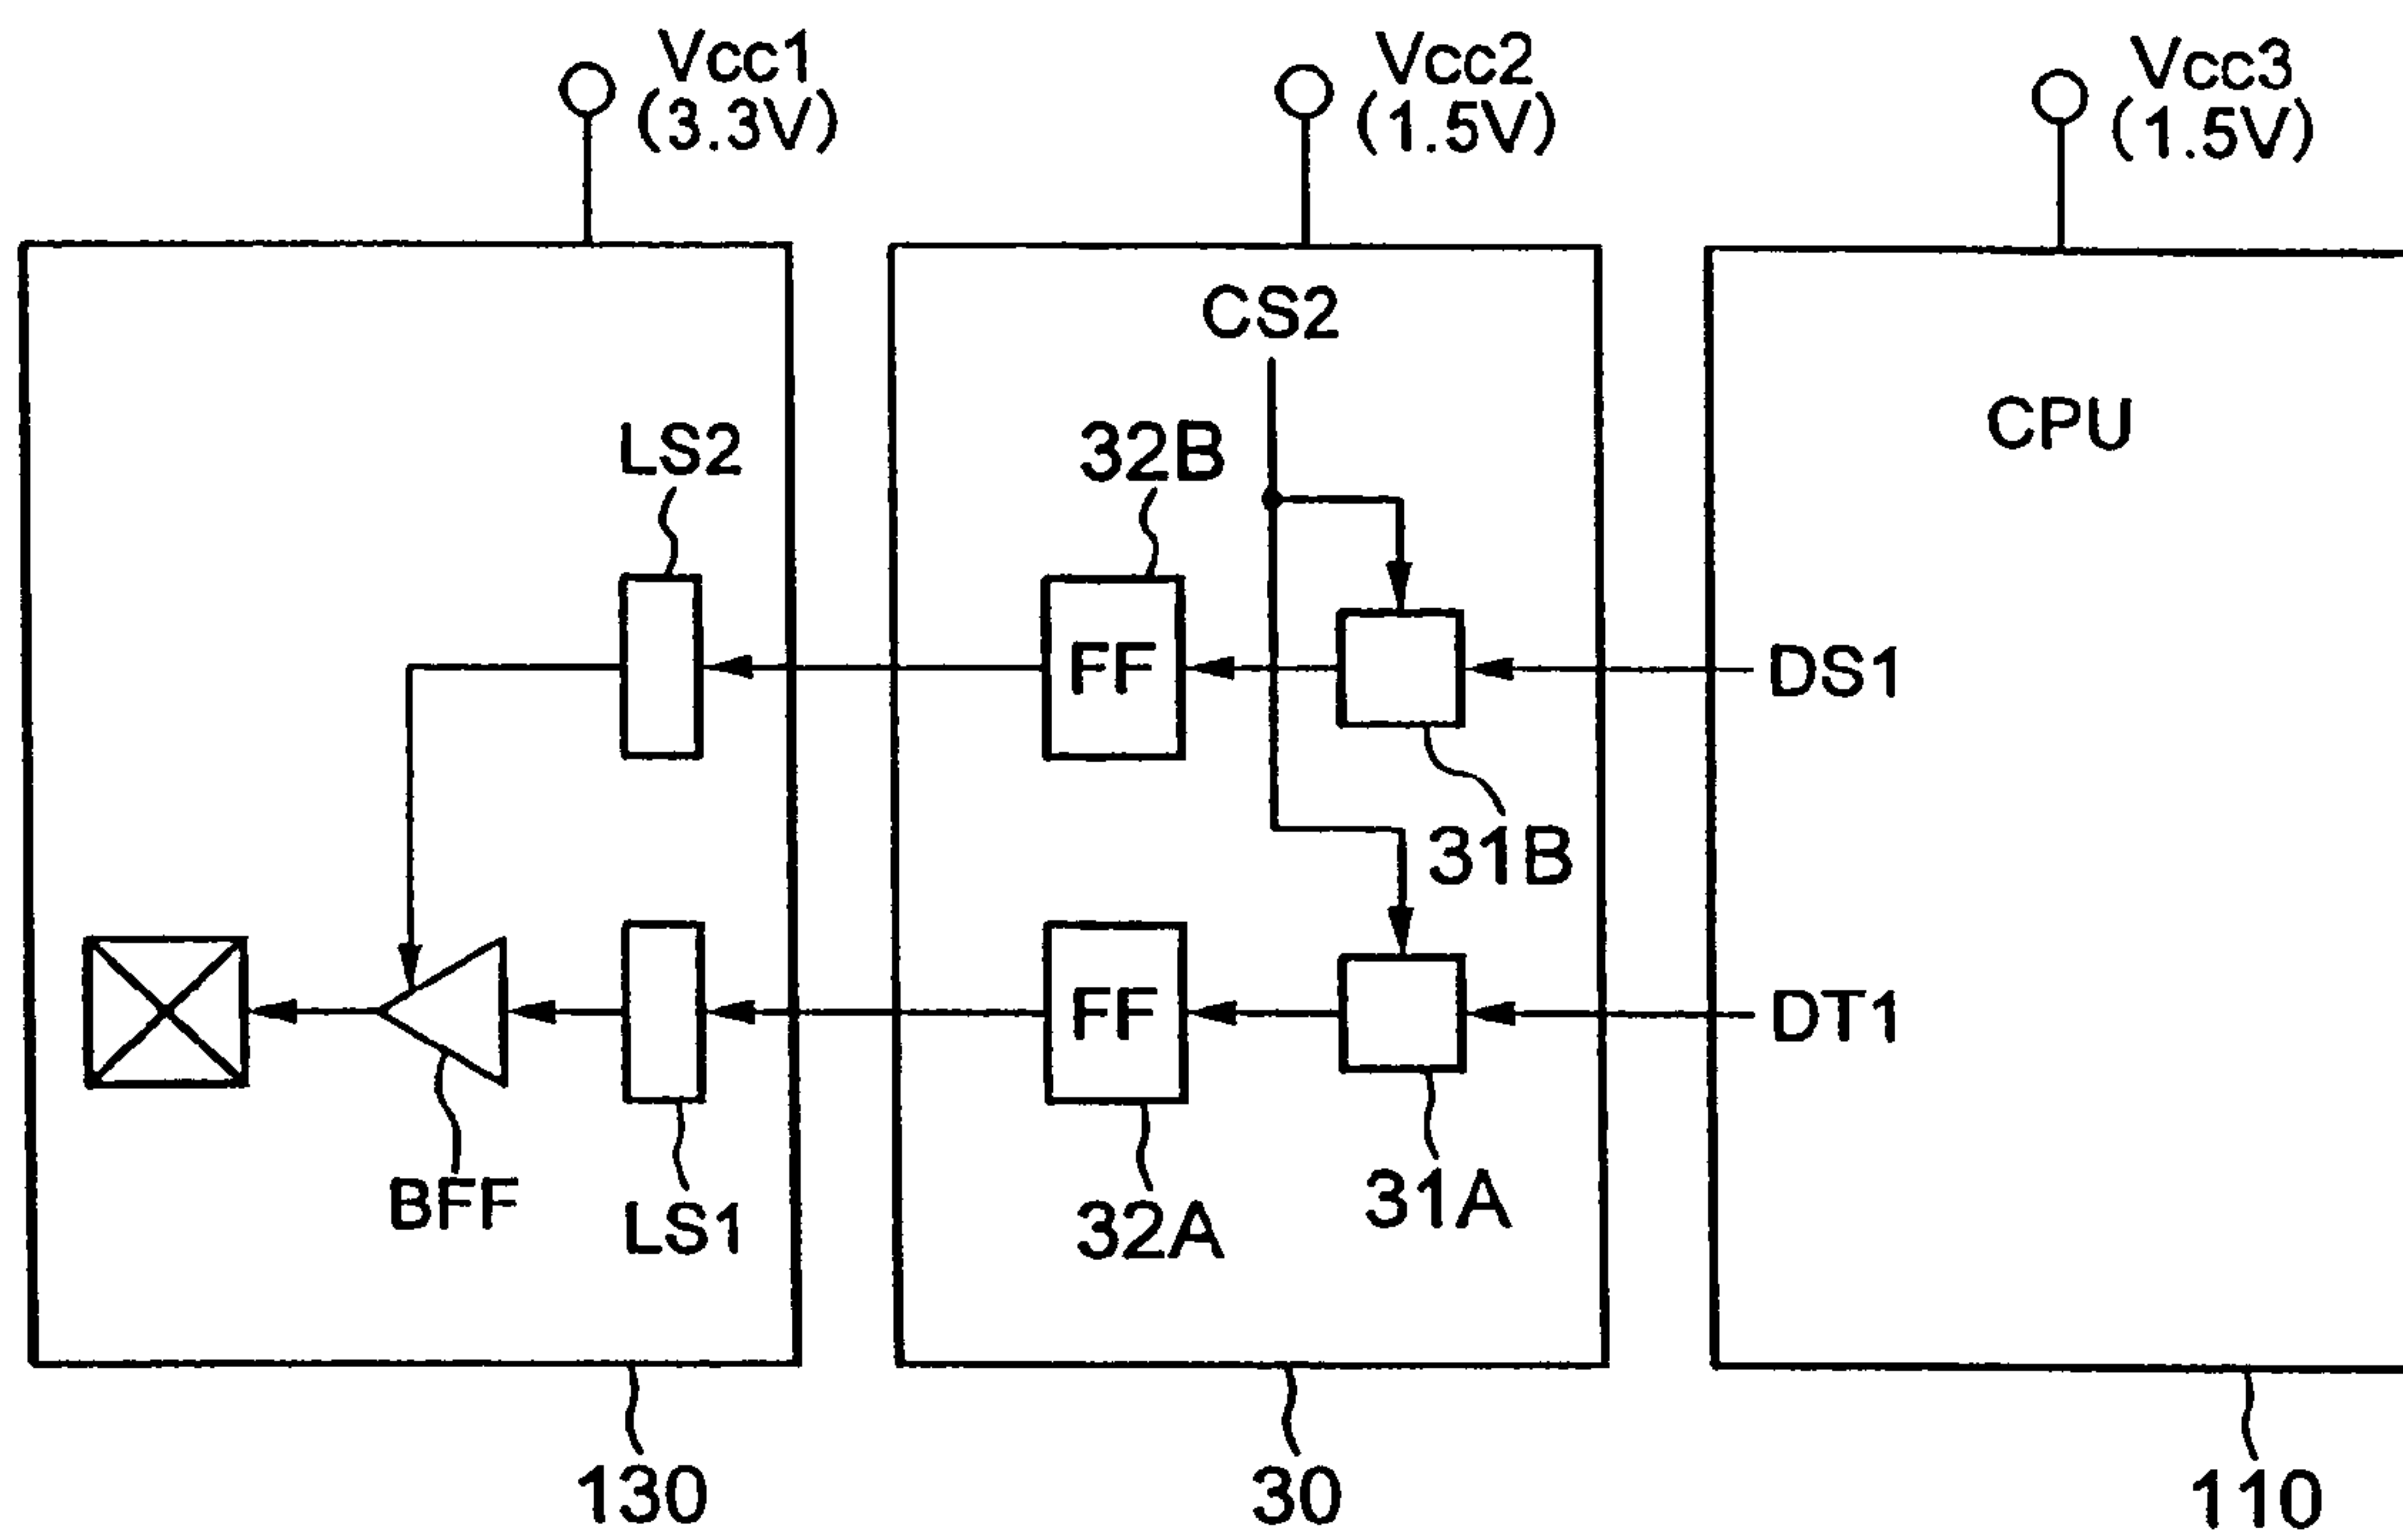 Vcc1
(3.3V)
Vcc2
(1.5V)
Vcc3
(1.5V)
CS2
CPU
LS2
32B
FF
DS1
31B
FF
DT1
BFF
LS1
32A
31A
130
30
110